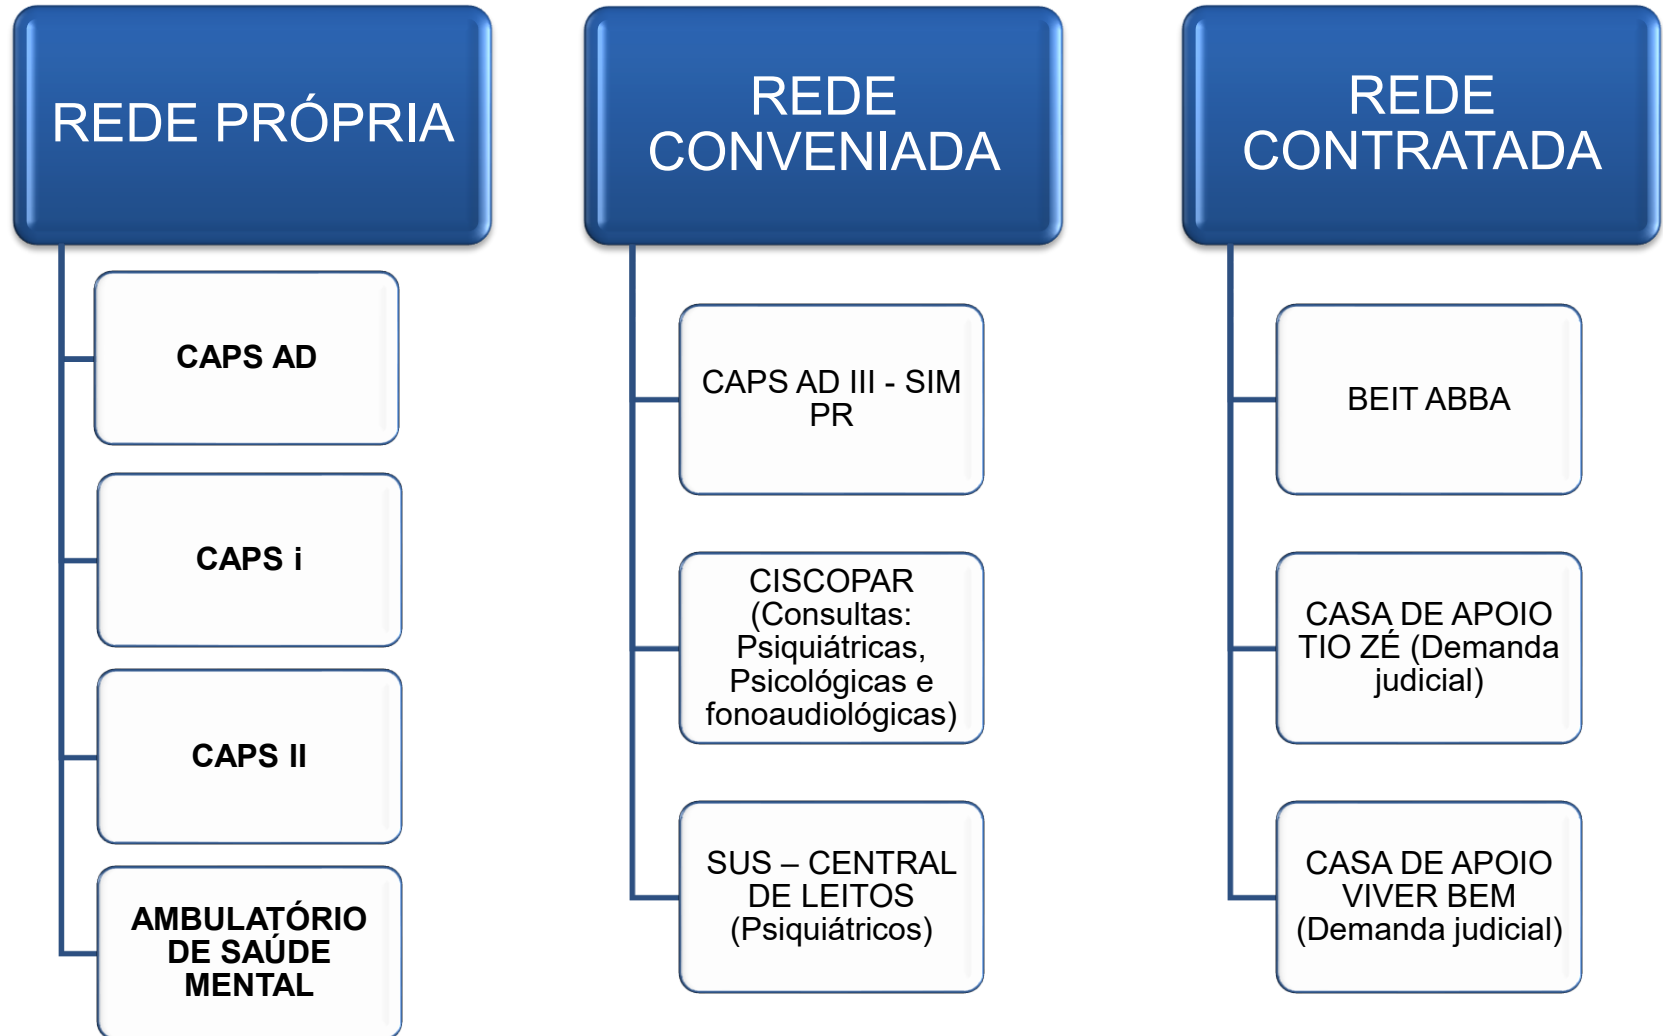 REDE PRÓPRIA
CAPS AD
CAPS i
CAPS II
AMBULATÓRIO
DE SAÚDE
MENTAL
REDE
CONVENIADA
CAPS AD III - SIM
PR
CISCOPAR
(Consultas:
Psiquiátricas,
Psicológicas e
fonoaudiológicas)
SUS – CENTRAL
DE LEITOS
(Psiquiátricos)
REDE
CONTRATADA
BEIT ABBA
CASA DE APOIO
TIO ZÉ (Demanda
judicial)
CASA DE APOIO
VIVER BEM
(Demanda judicial)